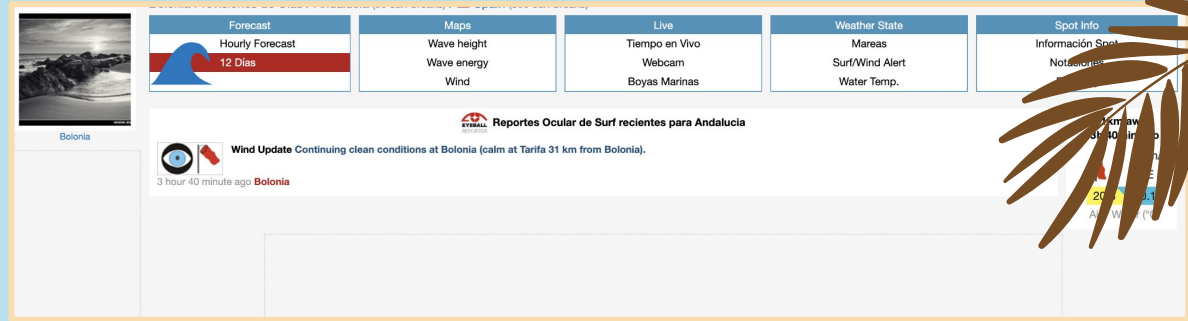 Forecast
Hourly Forecast
12 Días
Maps
Wave height
Wave energy
Wind
Live
Tiempo en Vivo
Webcam
Boyas Marinas
Weather State
Mareas
Surf/Wind Alert
Water Temp.
Spot Info
Información
Bolonia
EYEBALL
REPORTER
Reportes Ocular de Surf recientes para Andalucia
Wind Update Continuing clean conditions at Bolonia (calm at Tarifa 31 km from Bolonia).
3 hour 40 minute ago Bolonia